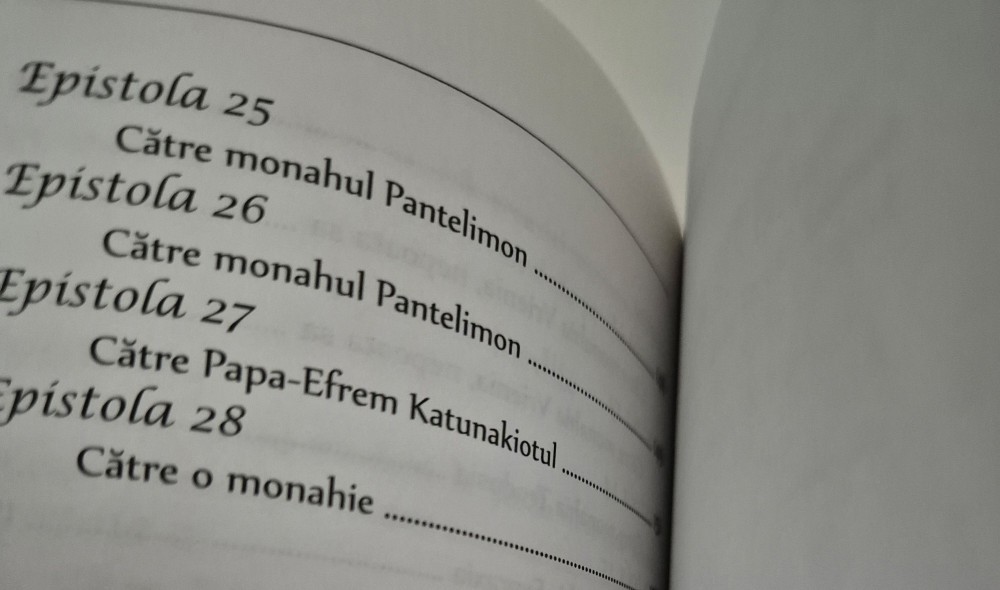 Epistola 25
Către monahul Pantelimon
Epistola 26
Către monahul Pantelimon
Epistola 27
Către Papa-Efrem Katunakiotul
Epistola 28
Către o monahie